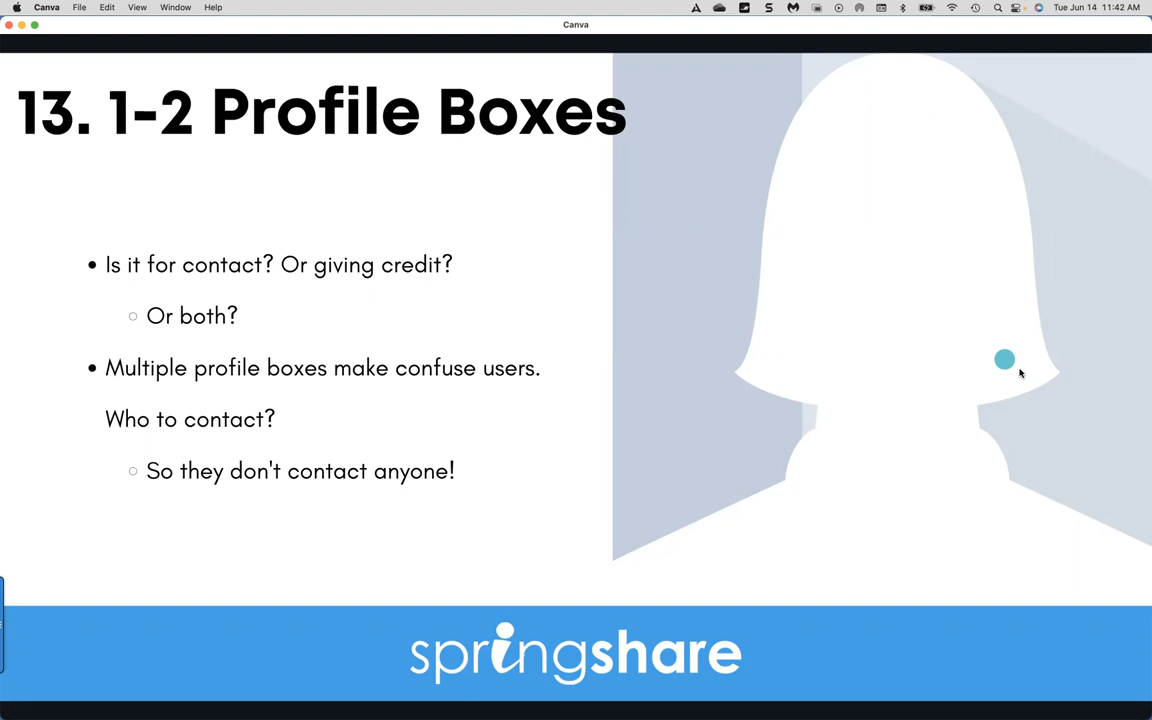 Canva File Edit View Window Help Tue Jun 14 11:42 AM
Canva
13. 1-2 Profile Boxes
• Is it for contact? Or giving credit?
○ Or both?
• Multiple profile boxes make confuse users.
Who to contact?
○ So they don't contact anyone!
springshare